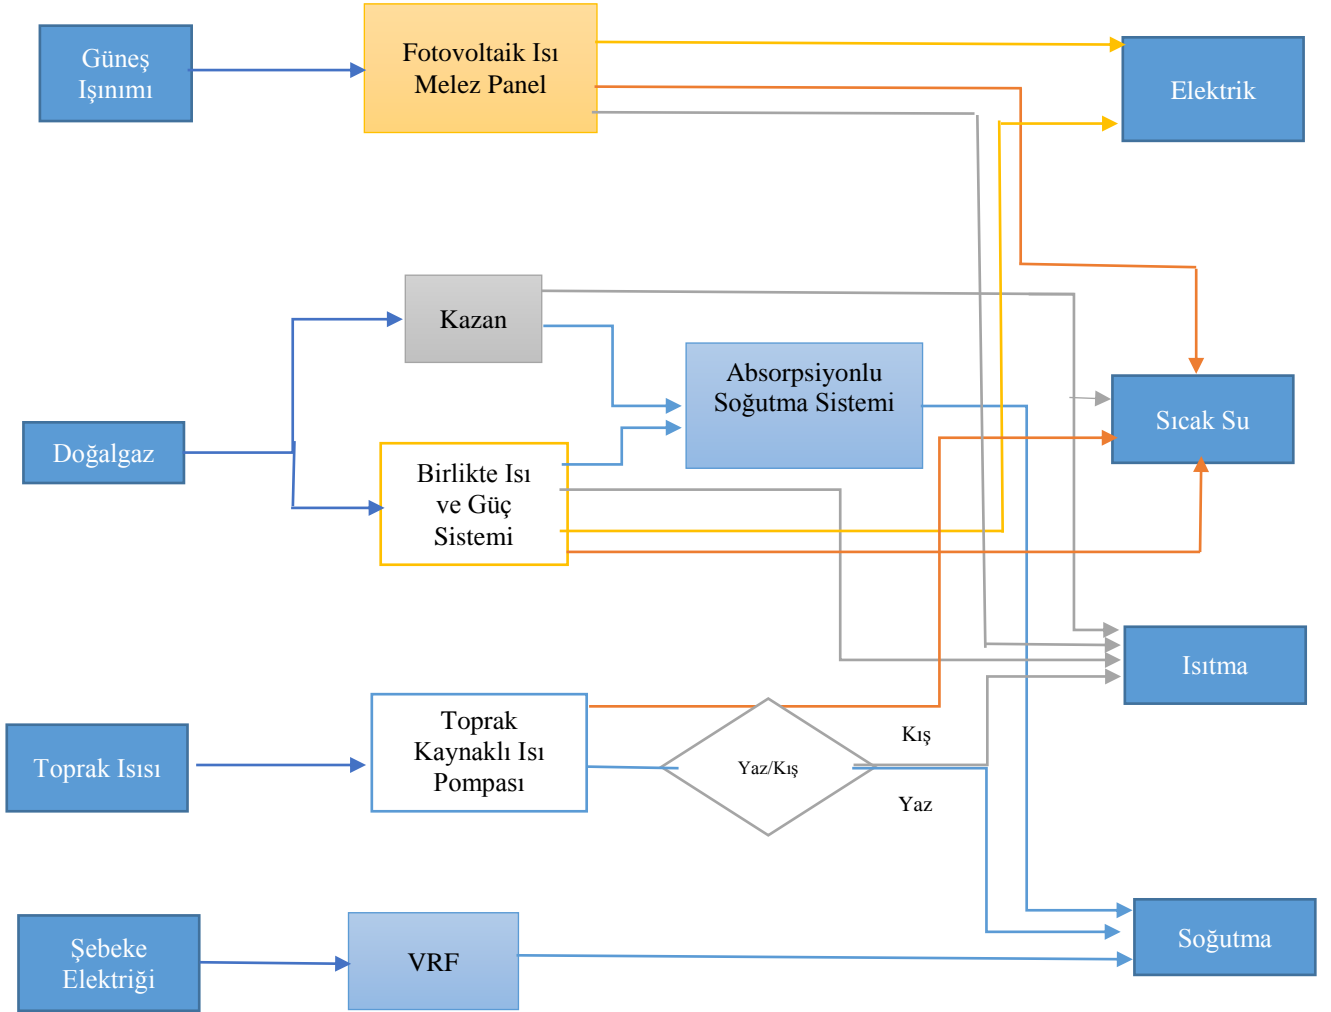 Güneş
Işınımı
Fotovoltaik Isı
Melez Panel
Elektrik
Kazan
Absorpsiyonlu
Soğutma Sistemi
Sıcak Su
Doğalgaz
Birlikte Isı
ve Güç
Sistemi
Isıtma
Toprak Isısı
Toprak
Kaynaklı Isı
Pompası
Yaz/Kış
Kış
Yaz
Şebeke
Elektriği
VRF
Soğutma